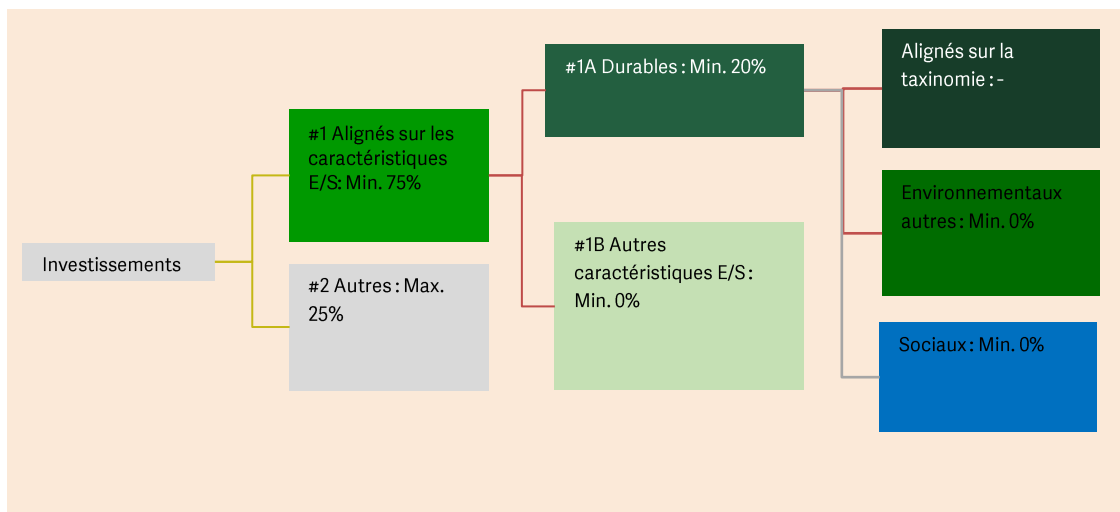 Investissements
#1 Alignés sur les
caractéristiques
E/S: Min. 75%
#2 Autres : Max.
25%
#1A Durables : Min. 20%
#1B Autres
caractéristiques E/S :
Min. 0%
Alignés sur la
taxinomie : -
Environnementaux
autres : Min. 0%
Sociaux : Min. 0%